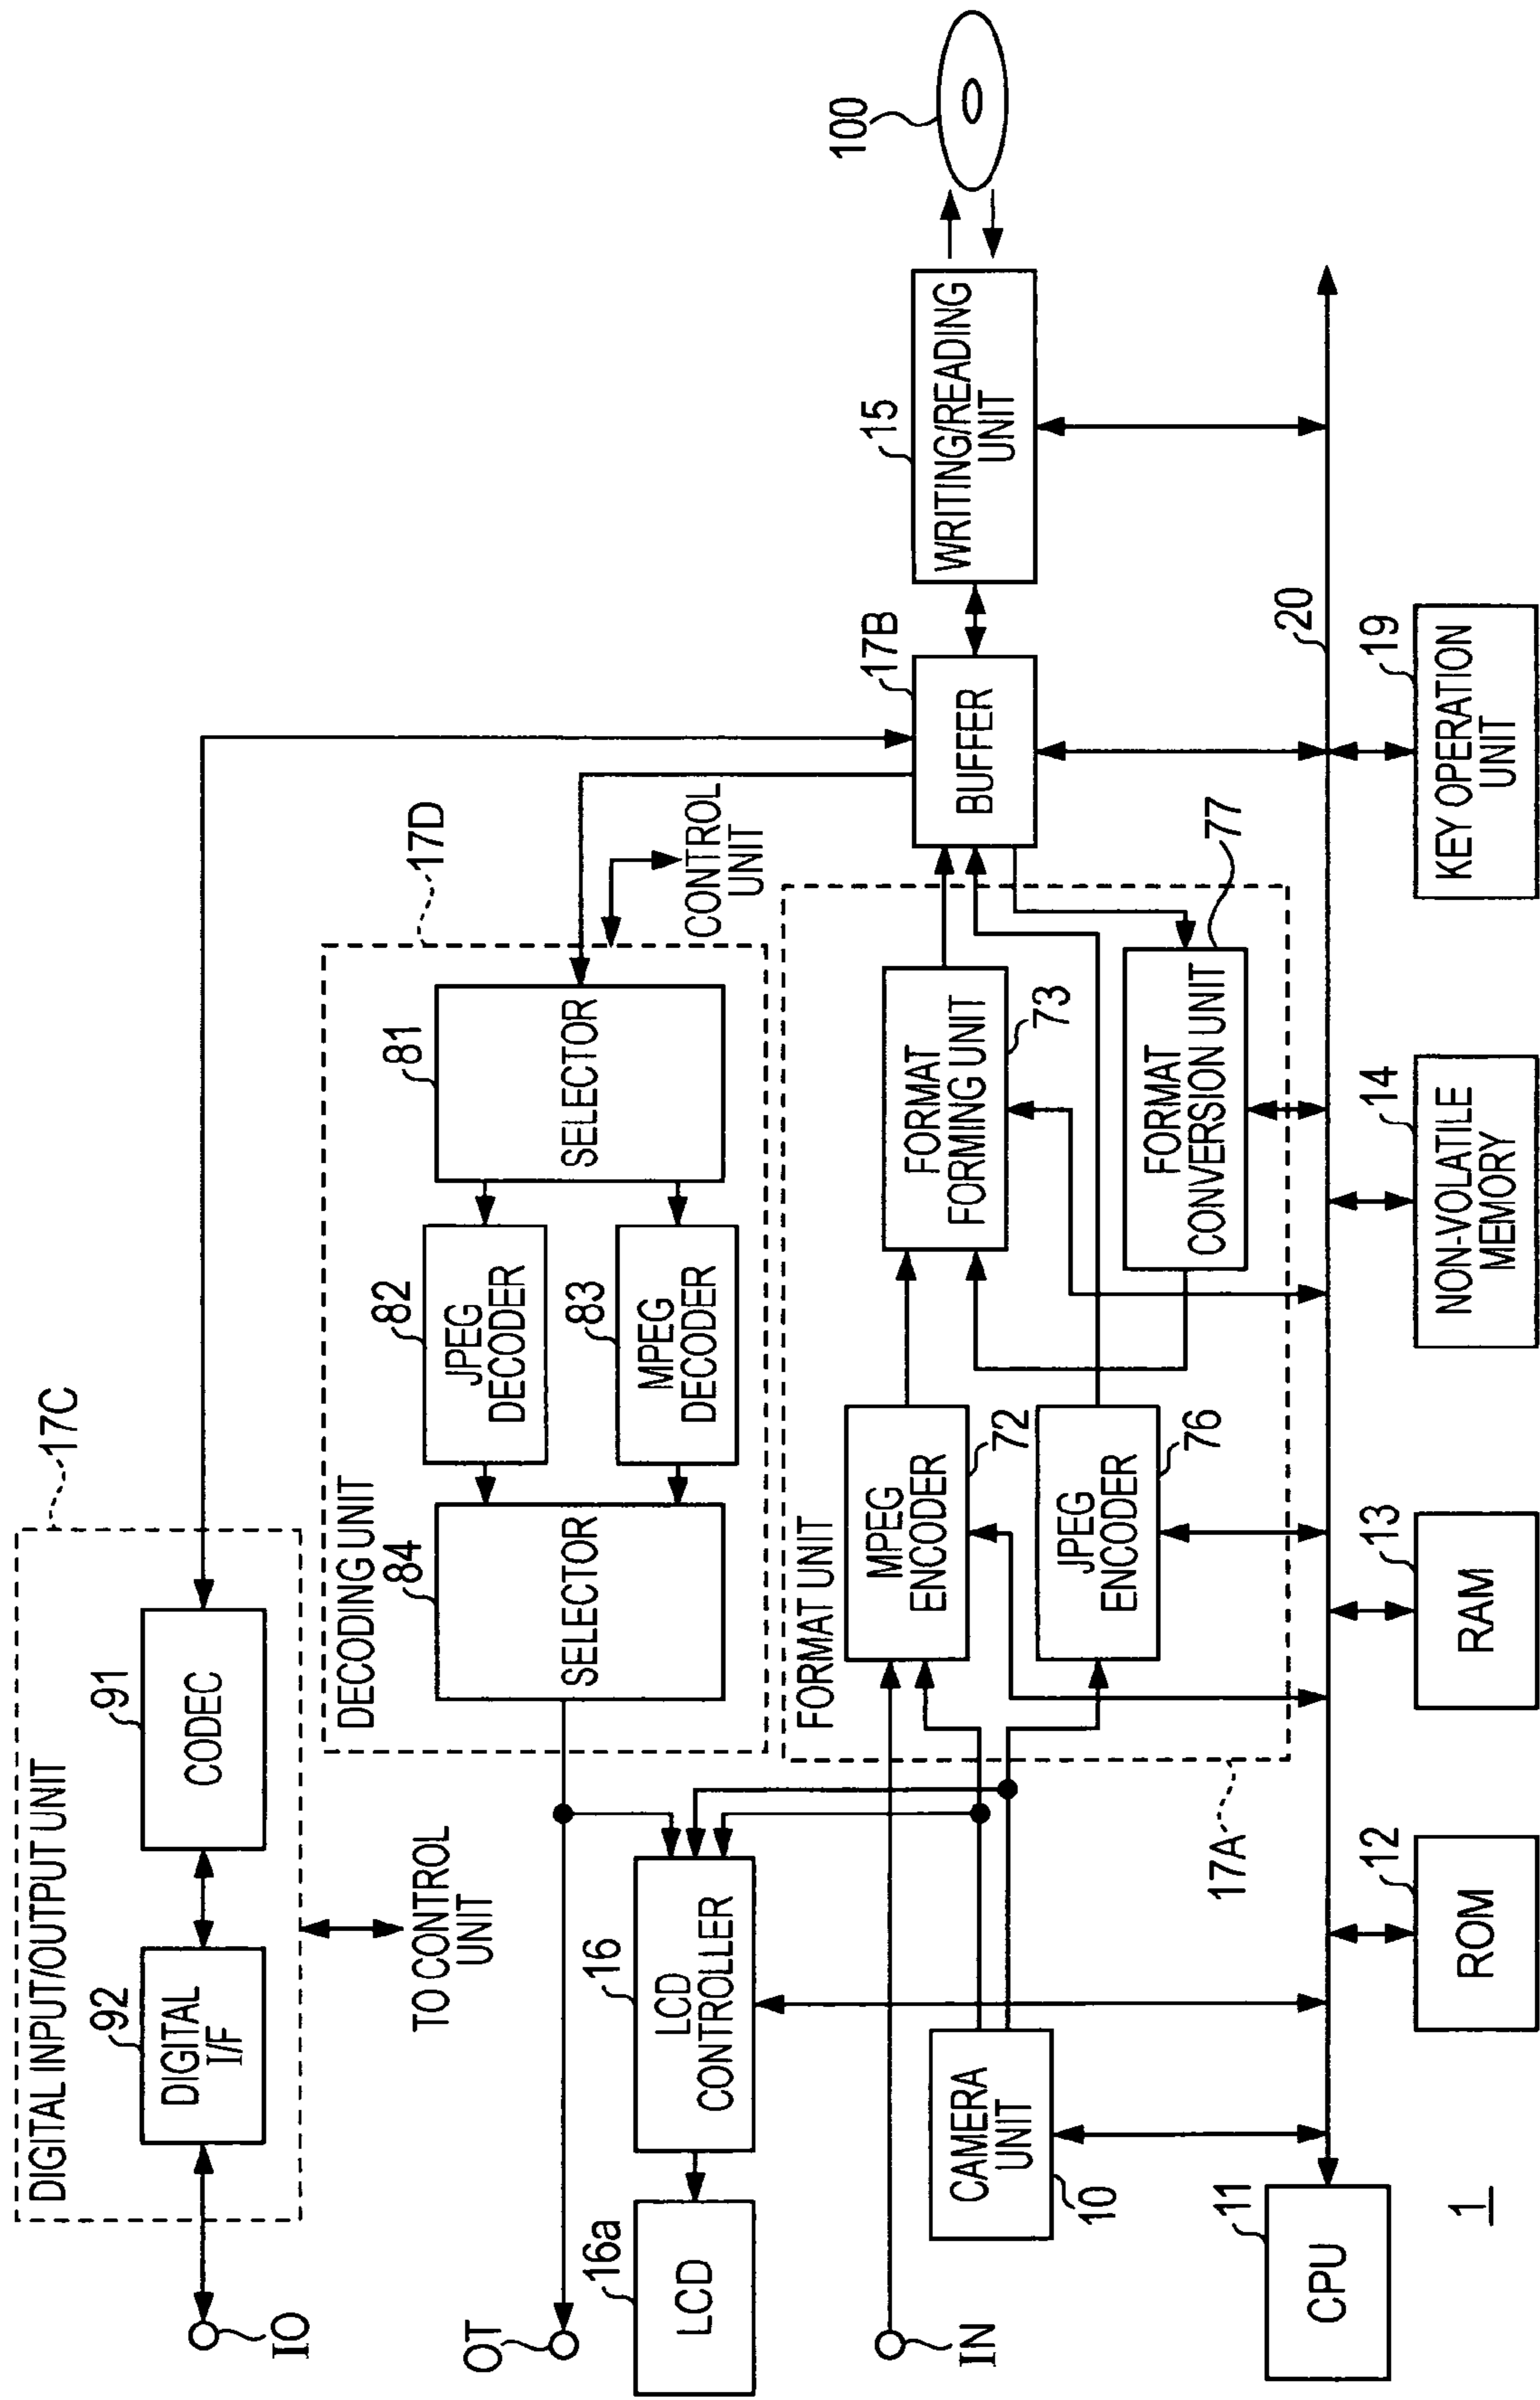 DIGITAL INPUT/OUTPUT UNIT
17C
IO
92
DIGITAL
I/F
91
CODEC
TO CONTROL
UNIT
DECODING UNIT
17D
84
SELECTOR
82
JPEG
DECODER
83
MPEG
DECODER
81
SELECTOR
CONTROL
UNIT
OT
16a
LCD
16
LCD
CONTROLLER
FORMAT UNIT
17A
IN
CAMERA
UNIT
10
MPEG
ENCODER
72
JPEG
ENCODER
76
FORMAT
FORMING UNIT
73
FORMAT
CONVERSION UNIT
77
17B
BUFFER
15
WRITING/READING
UNIT
100
20
11
CPU
12
ROM
13
RAM
14
NON-VOLATILE
MEMORY
19
KEY OPERATION
UNIT
1